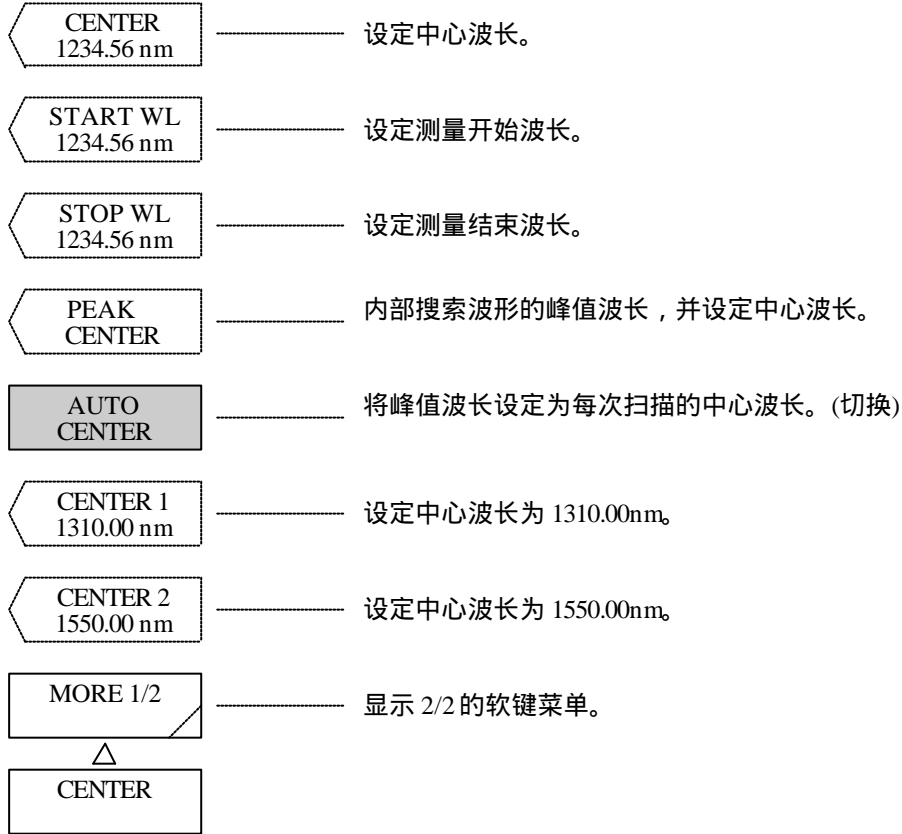 CENTER
1234.56 nm
设定中心波长。
START WL
1234.56 nm
设定测量开始波长。
STOP WL
1234.56 nm
设定测量结束波长。
PEAK
CENTER
内部搜索波形的峰值波长，并设定中心波长。
AUTO
CENTER
将峰值波长设定为每次扫描的中心波长。(切换)
CENTER 1
1310.00 nm
设定中心波长为 1310.00nm。
CENTER 2
1550.00 nm
设定中心波长为 1550.00nm。
MORE 1/2
显示 2/2 的软键菜单。
CENTER